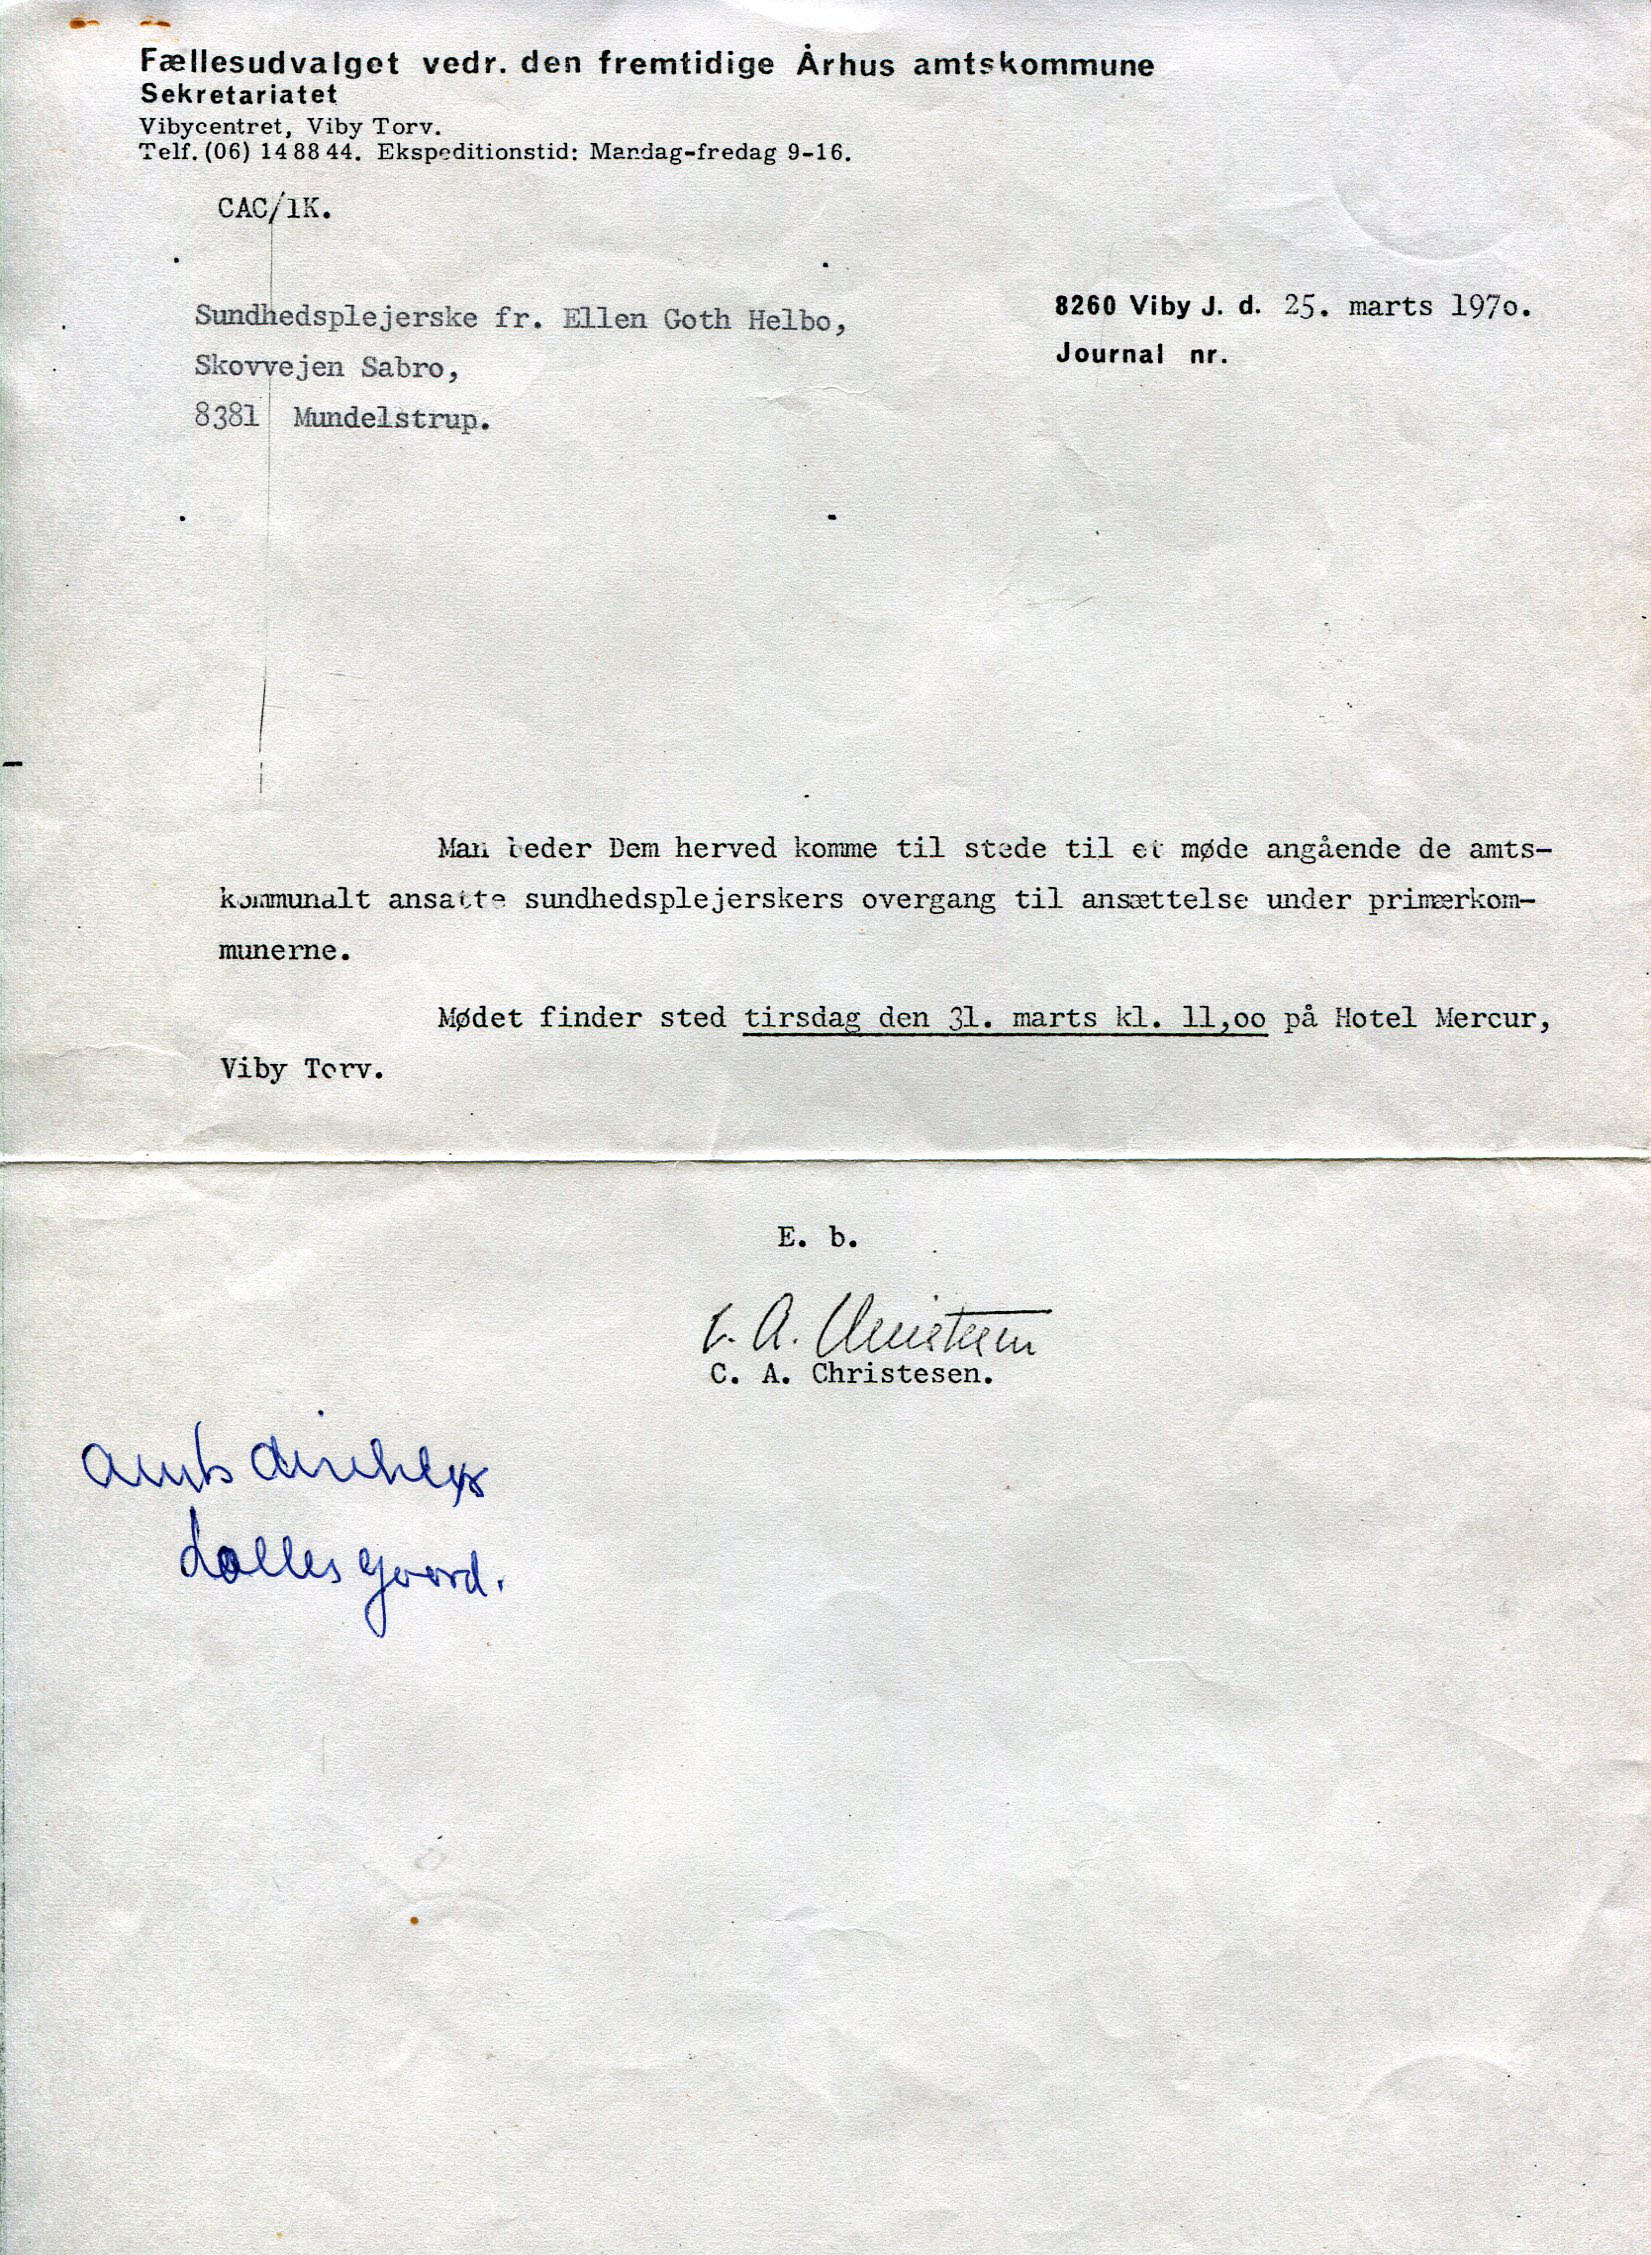 Fællesudvalget vedr. den fremtidige Århus amtskommune
Sekretariatet
Vibycentret, Viby Torv.
Telf. (06) 14 88 44. Ekspeditionstid: Mandag-fredag 9-16.
CAC/lK.
Sundhedsplejerske fr. Ellen Goth Helbo,
Skovvejen Sabro,
8381 Mundelstrup.
8260 Viby J. d. 25. marts 1970.
Journal nr.
Man beder Dem herved komme til stede til et møde angående de amts-
kommunalt ansatte sundhedsplejerskers overgang til ansættelse under primærkom-
munerne.
Mødet finder sted tirsdag den 31. marts kl. 11,00 på Hotel Mercur,
Viby Torv.
E. b.
C. A. Christesen
C. A. Christesen.
Amtsdirektør